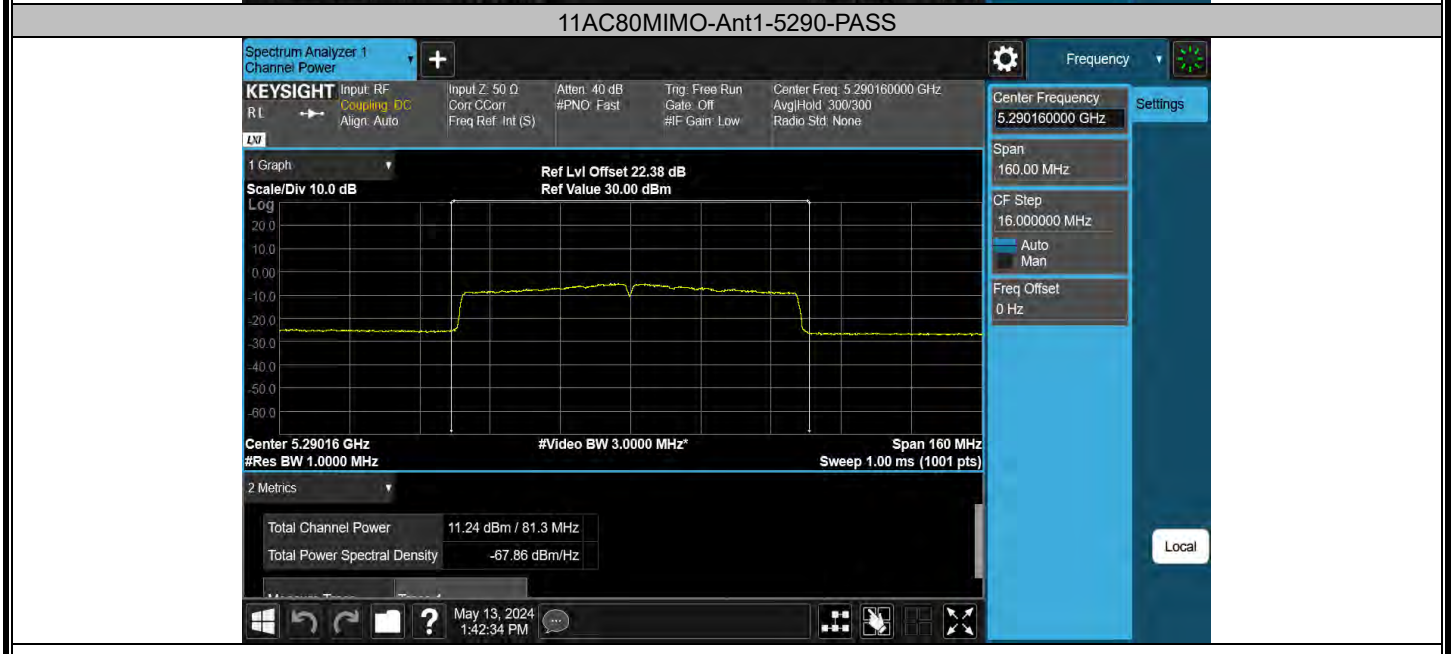 11AC80MIMO-Ant1-5290-PASS
Spectrum Analyzer 1
Channel Power
+
Frequency
KEYSIGHT
RL
LXI
Input: RF
Coupling: DC
Align: Auto
Input Z: 50 Ω
Corr CCorr
Freq Ref: Int (S)
Atten: 40 dB
#PNO: Fast
Trig: Free Run
Gate: Off
#IF Gain: Low
Center Freq: 5.290160000 GHz
Avg|Hold: 300/300
Radio Std: None
Center Frequency
5.290160000 GHz
Settings
Span
160.00 MHz
CF Step
16.000000 MHz
Auto
Man
Freq Offset
0 Hz
1 Graph
Scale/Div 10.0 dB
Ref Lvl Offset 22.38 dB
Ref Value 30.00 dBm
Log
20.0
10.0
0.00
-10.0
-20.0
-30.0
-40.0
-50.0
-60.0
Center 5.29016 GHz
#Video BW 3.0000 MHz*
Span 160 MHz
#Res BW 1.0000 MHz
Sweep 1.00 ms (1001 pts)
2 Metrics
Total Channel Power 11.24 dBm / 81.3 MHz
Total Power Spectral Density -67.86 dBm/Hz
Local
?
May 13, 2024
1:42:34 PM